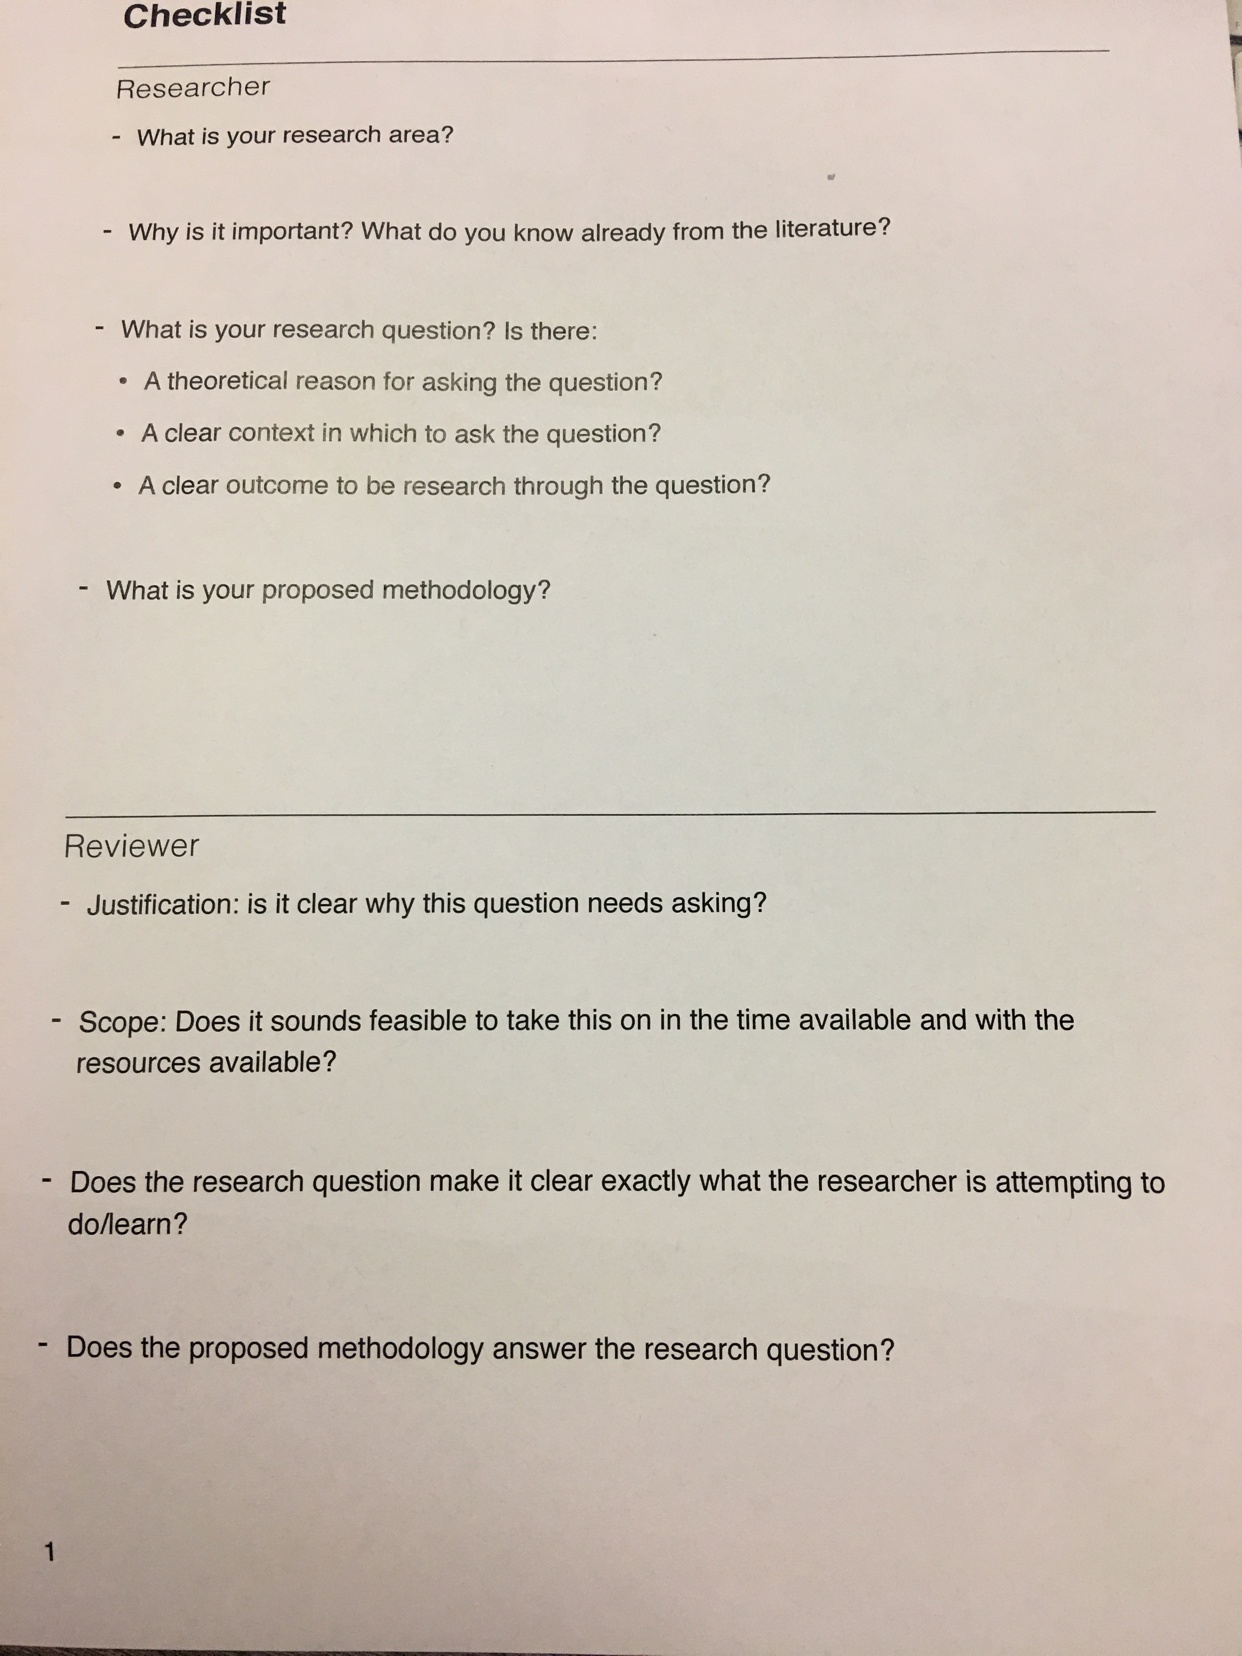 Checklist
Researcher
- What is your research area?
- Why is it important? What do you know already from the literature?
- What is your research question? Is there:
• A theoretical reason for asking the question?
• A clear context in which to ask the question?
• A clear outcome to be research through the question?
- What is your proposed methodology?
Reviewer
- Justification: is it clear why this question needs asking?
- Scope: Does it sounds feasible to take this on in the time available and with the
resources available?
- Does the research question make it clear exactly what the researcher is attempting to
do/learn?
- Does the proposed methodology answer the research question?
1